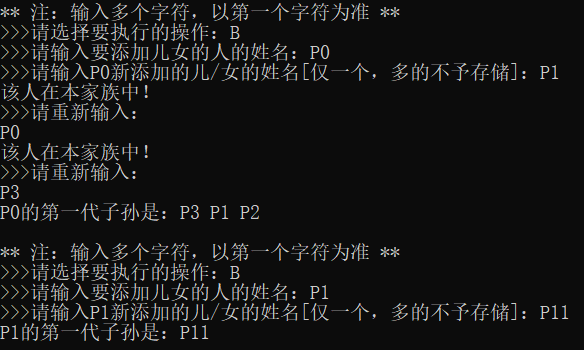 ** 注: 输入多个字符，以第一个字符为准 **
>>>请选择要执行的操作: B
>>>请输入要添加儿女的人的姓名: P0
>>>请输入P0新添加的儿/女的姓名[仅一个，多的不予存储]: P1
该人在本家族中!
>>>请重新输入:
P0
该人在本家族中!
>>>请重新输入:
P3
P0的第一代子孙是: P3 P1 P2
** 注: 输入多个字符，以第一个字符为准 **
>>>请选择要执行的操作: B
>>>请输入要添加儿女的人的姓名: P1
>>>请输入P1新添加的儿/女的姓名[仅一个，多的不予存储]: P11
P1的第一代子孙是: P11